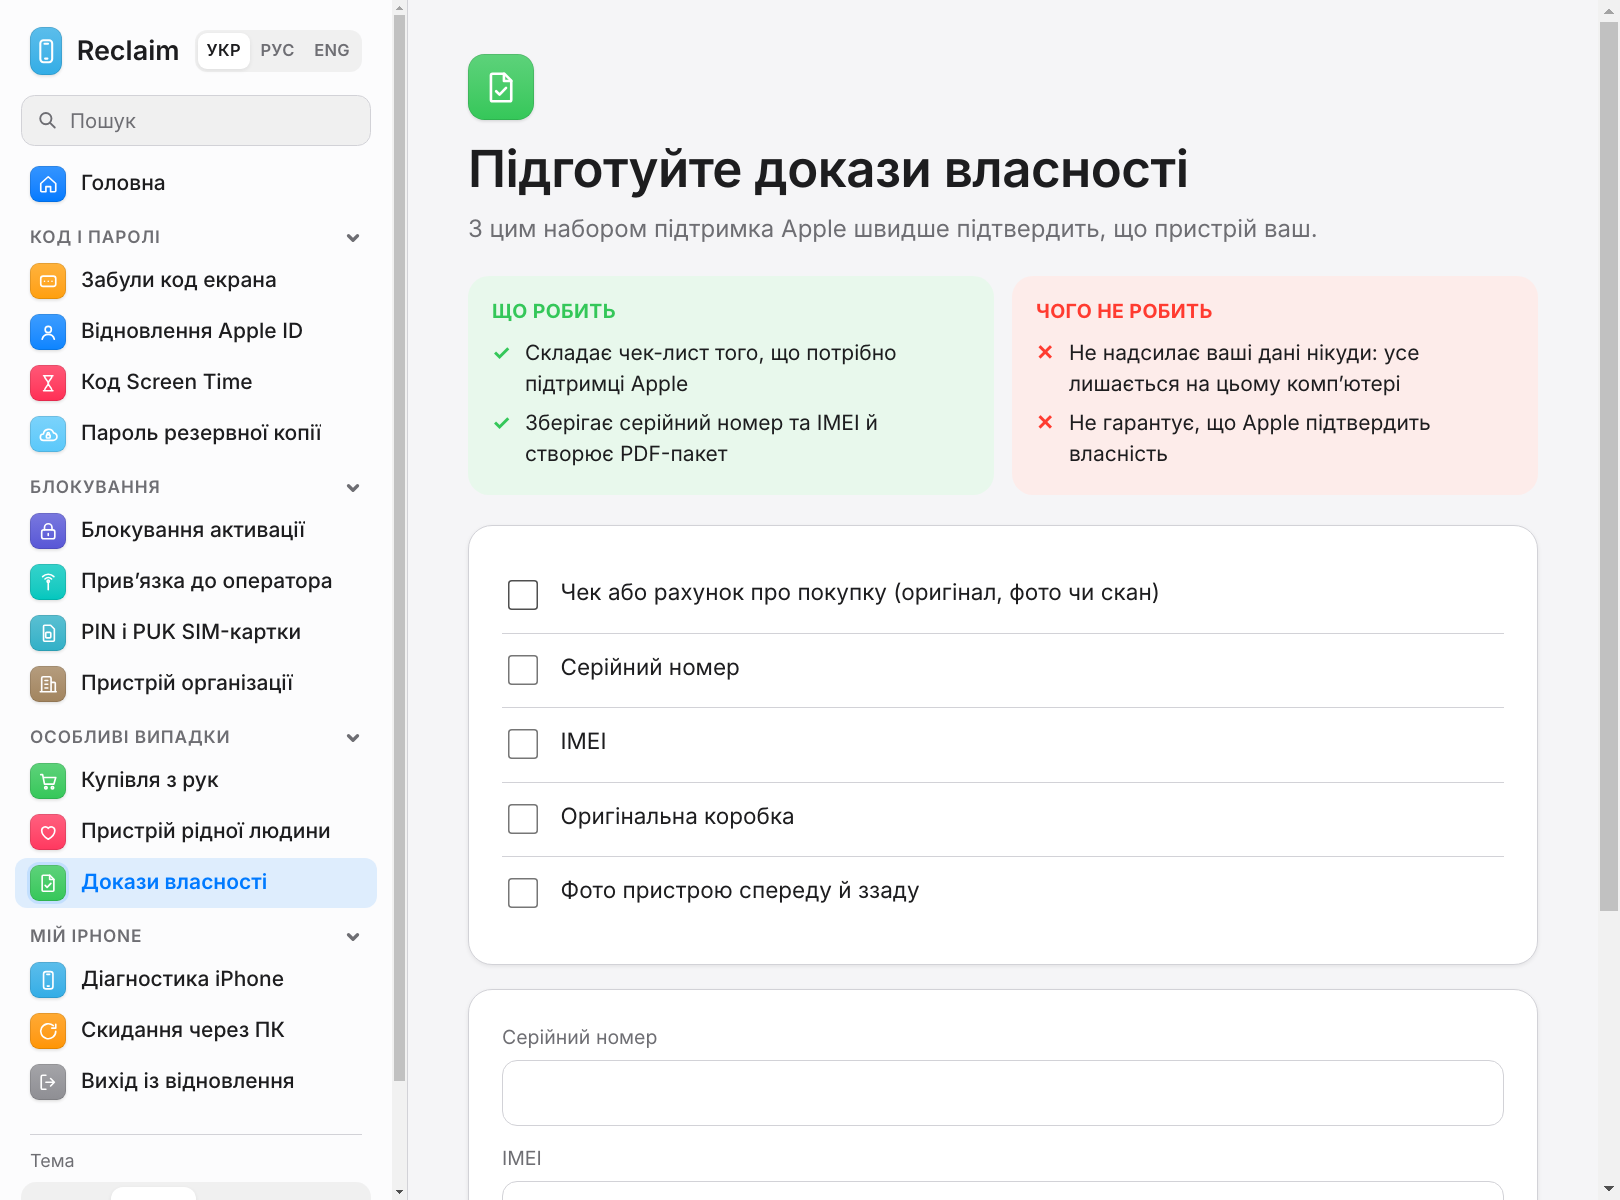 Reclaim
УКР РУС ENG
Пошук
Головна
КОД І ПАРОЛІ
Забули код екрана
Відновлення Apple ID
Код Screen Time
Пароль резервної копії
БЛОКУВАННЯ
Блокування активації
Прив’язка до оператора
PIN і PUK SIM-картки
Пристрій організації
ОСОБЛИВІ ВИПАДКИ
Купівля з рук
Пристрій рідної людини
Докази власності
МІЙ IPHONE
Діагностика iPhone
Скидання через ПК
Вихід із відновлення
Тема
Підготуйте докази власності
З цим набором підтримка Apple швидше підтвердить, що пристрій ваш.
ЩО РОБИТЬ
Складає чек-лист того, що потрібно
підтримці Apple
Зберігає серійний номер та IMEI й
створює PDF-пакет
ЧОГО НЕ РОБИТЬ
Не надсилає ваші дані нікуди: усе
лишається на цьому комп’ютері
Не гарантує, що Apple підтвердить
власність
Чек або рахунок про покупку (оригінал, фото чи скан)
Серійний номер
IMEI
Оригінальна коробка
Фото пристрою спереду й ззаду
Серійний номер
IMEI